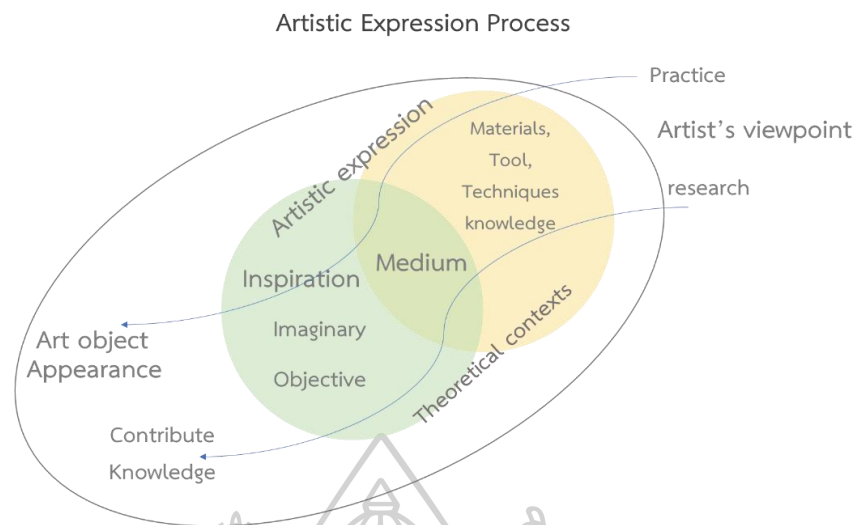 Artistic Expression Process
Practice
Artist's viewpoint
research
Artistic expression
Materials,
Tool,
Techniques
knowledge
Medium
Inspiration
Imaginary
Objective
Theoretical contexts
Art object
Appearance
Contribute
Knowledge